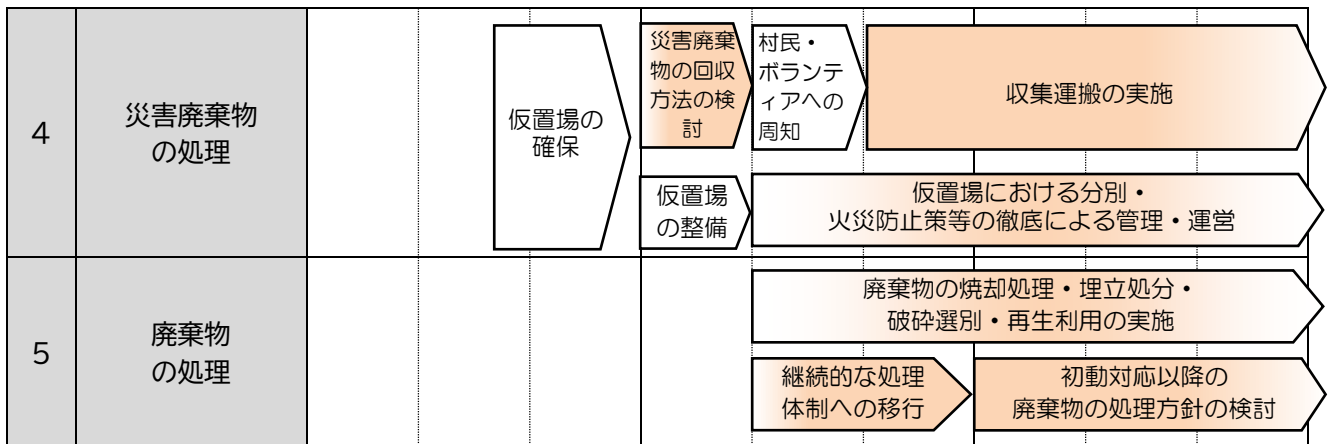 4
災害廃棄物
の処理
仮置場の
確保
災害廃棄
物の回収
方法の検
討
村民・
ボランテ
ィアへの
周知
収集運搬の実施
仮置場
の整備
仮置場における分別・
火災防止策等の徹底による管理・運営
5
廃棄物
の処理
廃棄物の焼却処理・埋立処分・
破砕選別・再生利用の実施
継続的な処理
体制への移行
初動対応以降の
廃棄物の処理方針の検討